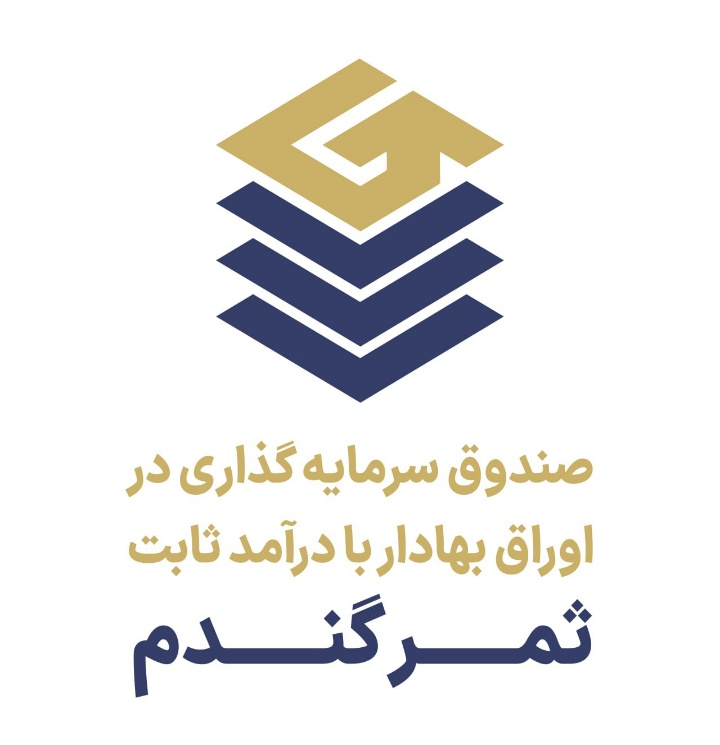 صندوق سرمایه گذاری در
اوراق بهادار با درآمد ثابت
ثمر گندم